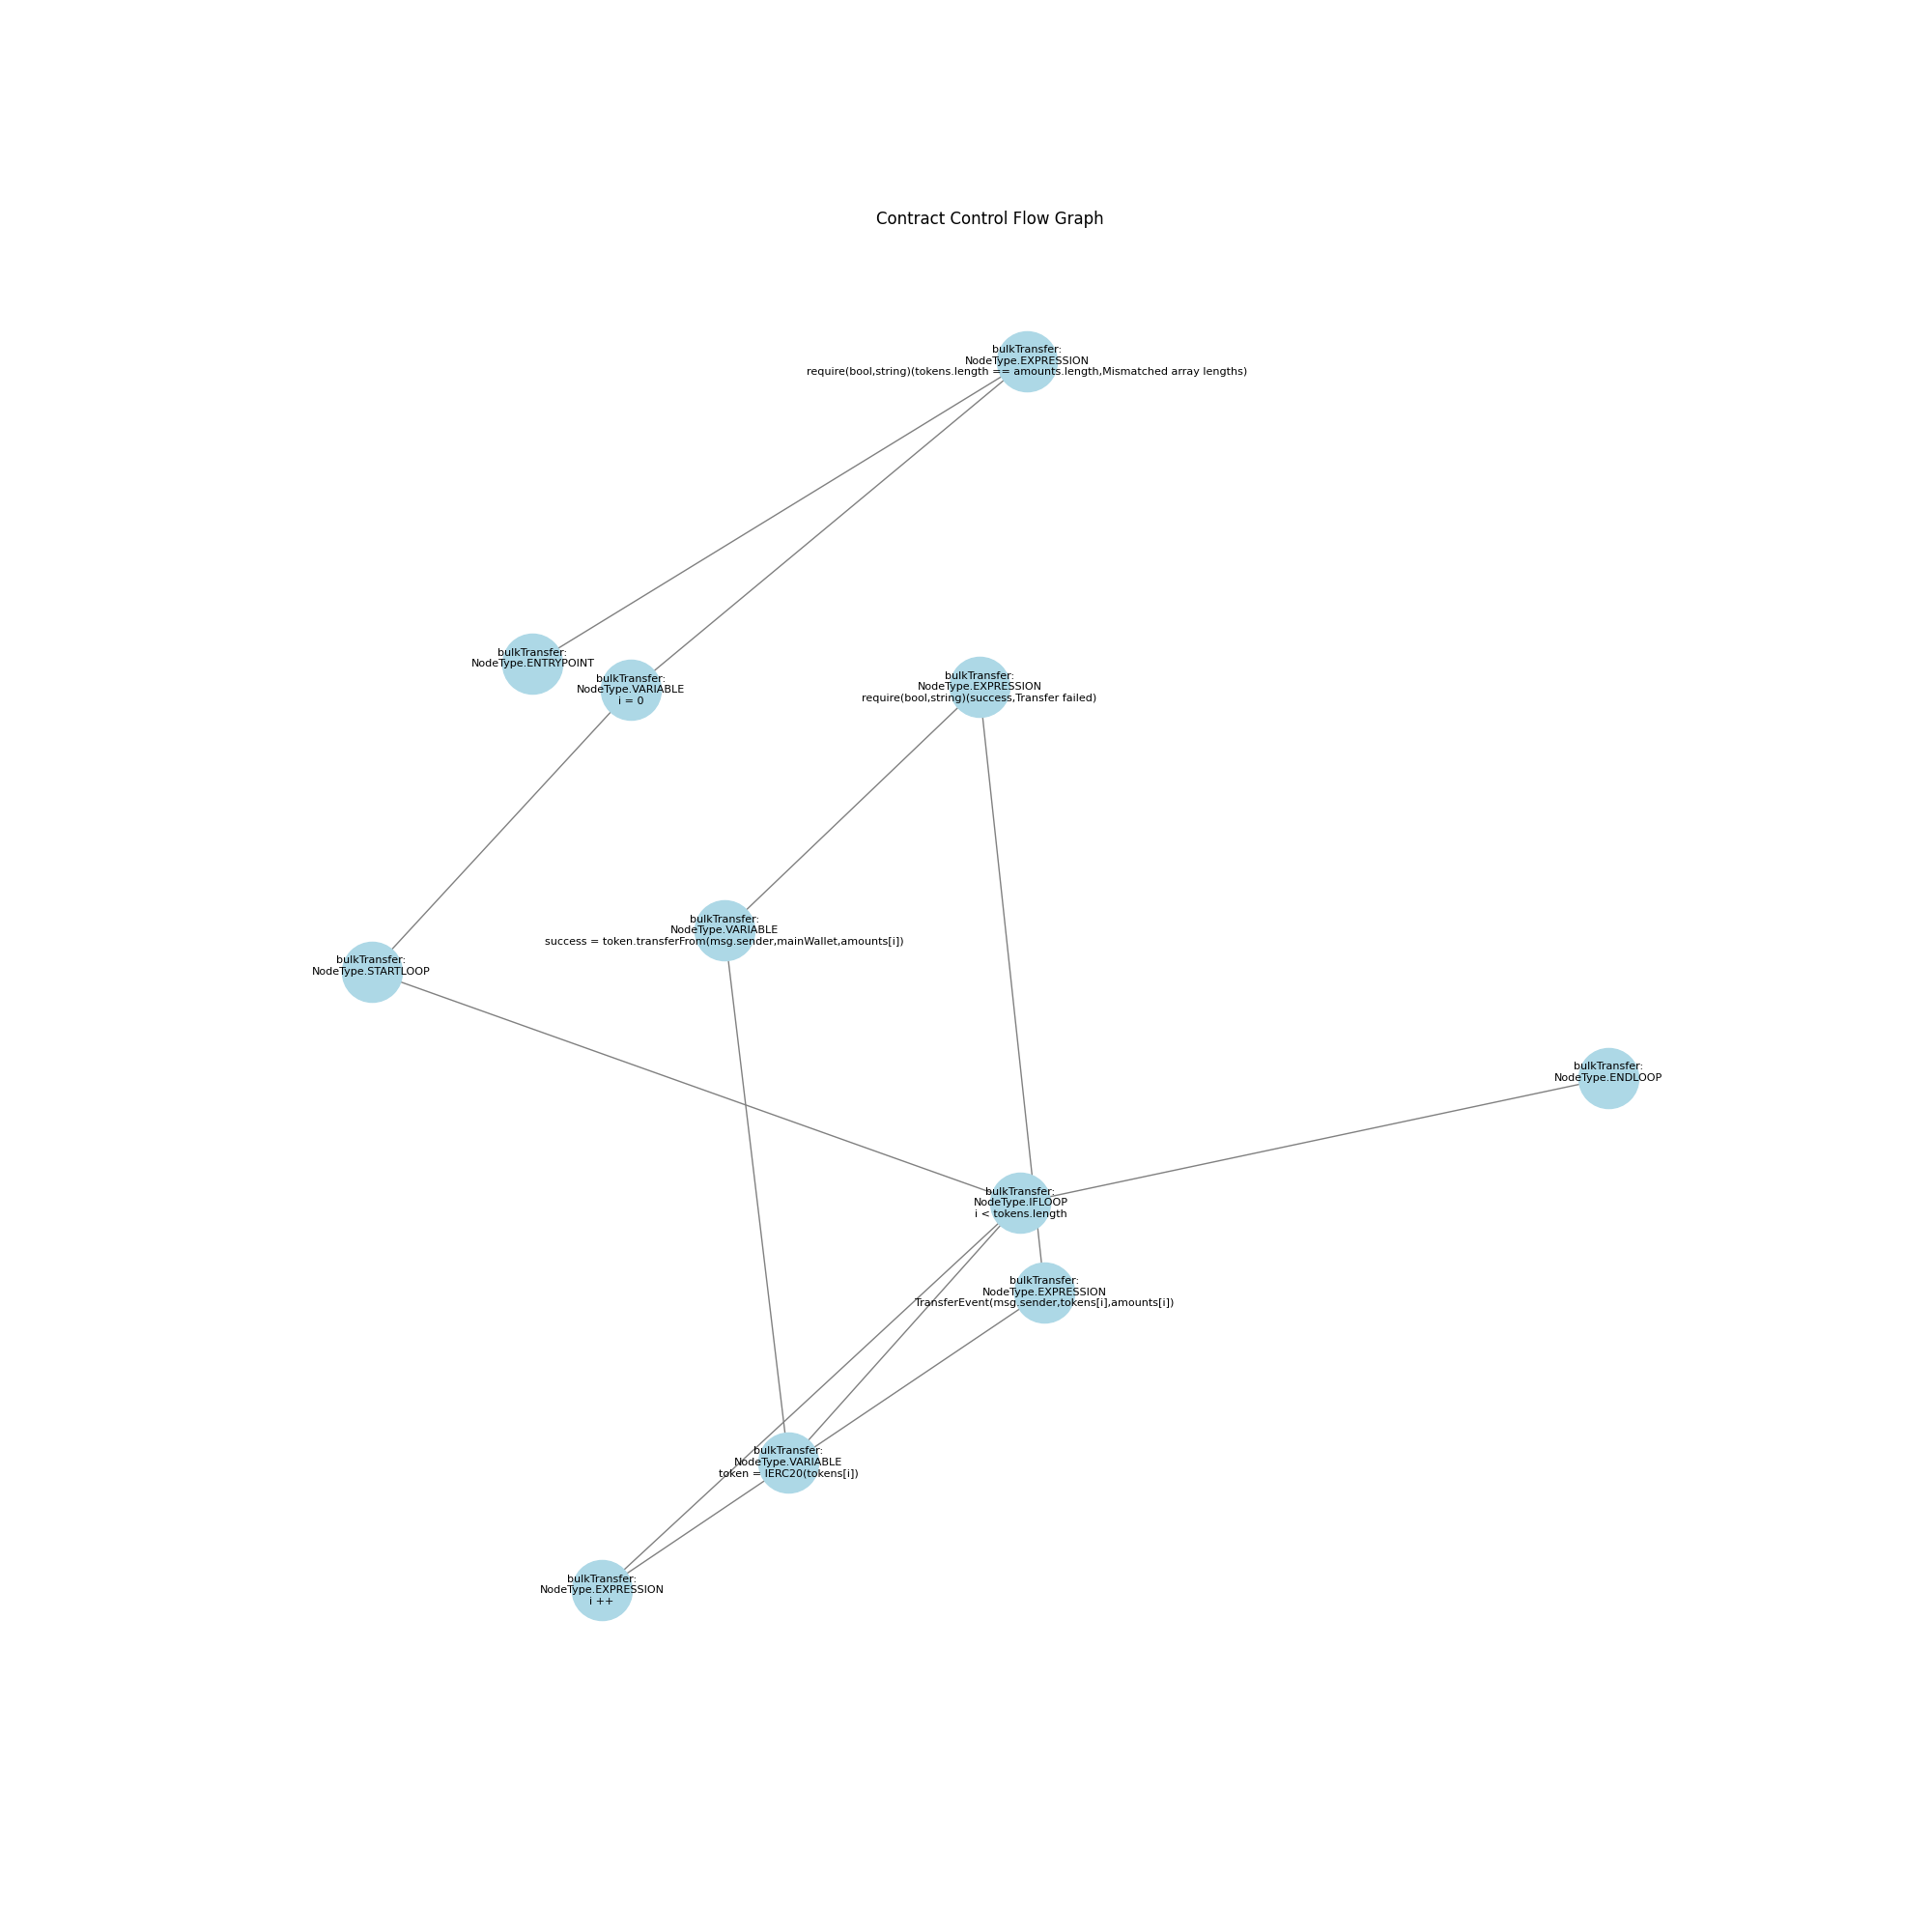 Contract Control Flow Graph
bulkTransfer:
NodeType.EXPRESSION
require(bool,string)(tokens.length == amounts.length,Mismatched array lengths)
bulkTransfer:
NodeType.ENTRYPOINT
bulkTransfer:
NodeType.VARIABLE
i = 0
bulkTransfer:
NodeType.EXPRESSION
require(bool,string)(success,Transfer failed)
bulkTransfer:
NodeType.VARIABLE
success = token.transferFrom(msg.sender,mainWallet,amounts[i])
bulkTransfer:
NodeType.STARTLOOP
bulkTransfer:
NodeType.ENDLOOP
bulkTransfer:
NodeType.IFLOOP
i < tokens.length
bulkTransfer:
NodeType.EXPRESSION
TransferEvent(msg.sender,tokens[i],amounts[i])
bulkTransfer:
NodeType.VARIABLE
token = IERC20(tokens[i])
bulkTransfer:
NodeType.EXPRESSION
i ++